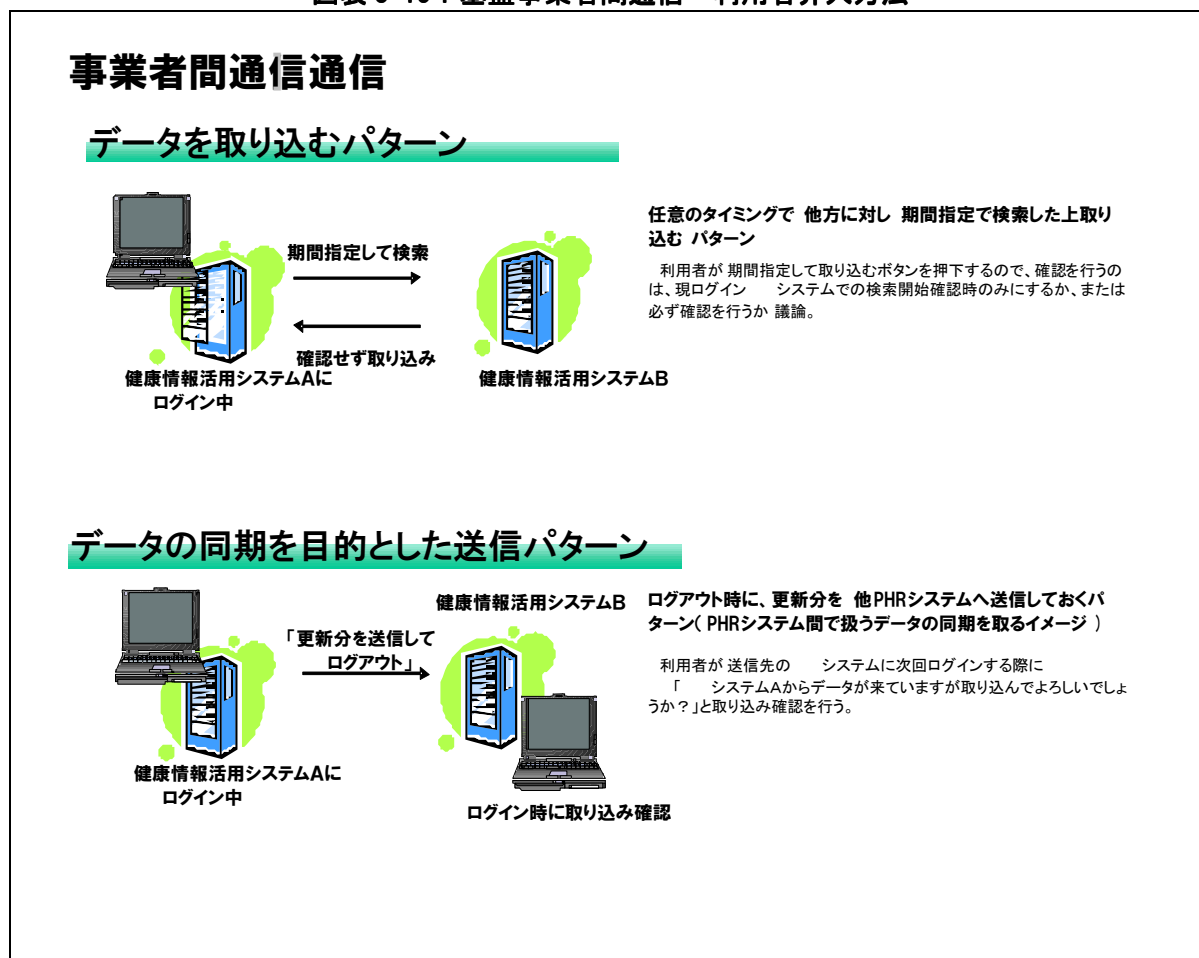 事業者間通信通信
データを取り込むパターン
期間指定して検索
確認せず取り込み
健康情報活用システムAに
ログイン中
健康情報活用システムB
任意のタイミングで 他方に対し 期間指定で検索した上取り
込む パターン
利用者が 期間指定して取り込むボタンを押下するので、確認を行うの
は、現ログイン システムでの検索開始確認時のみにするか、または
必ず確認を行うか 議論。
データの同期を目的とした送信パターン
「更新分を送信して
ログアウト」
健康情報活用システムAに
ログイン中
健康情報活用システムB
ログイン時に取り込み確認
ログアウト時に、更新分を 他PHRシステムへ送信しておくパ
ターン( PHRシステム間で扱うデータの同期を取るイメージ )
利用者が 送信先の システムに次回ログインする際に
「 システムAからデータが来ていますが取り込んでよろしいでしょ
うか？」と取り込み確認を行う。